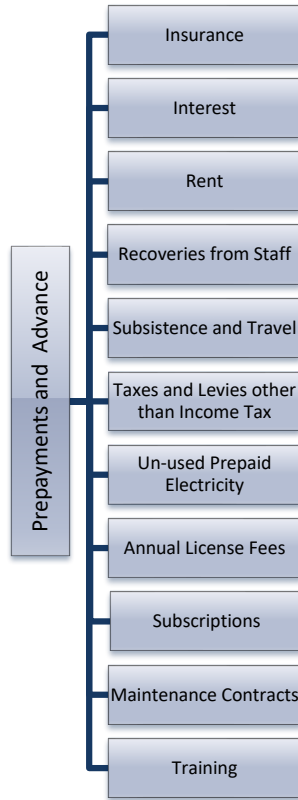 Prepayments and Advance
Insurance
Interest
Rent
Recoveries from Staff
Subsistence and Travel
Taxes and Levies other
than Income Tax
Un-used Prepaid
Electricity
Annual License Fees
Subscriptions
Maintenance Contracts
Training